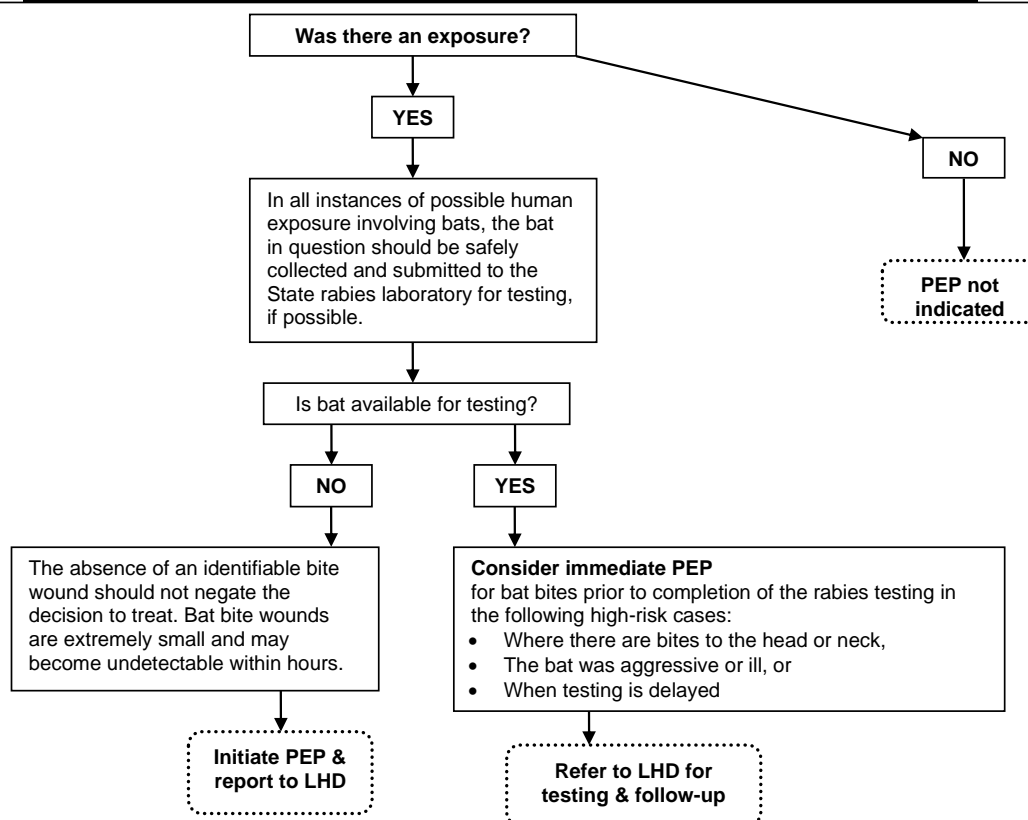 Was there an exposure?
YES
NO
In all instances of possible human
exposure involving bats, the bat
in question should be safely
collected and submitted to the
State rabies laboratory for testing,
if possible.
PEP not
indicated
Is bat available for testing?
NO
YES
The absence of an identifiable bite
wound should not negate the
decision to treat. Bat bite wounds
are extremely small and may
become undetectable within hours.
Consider immediate PEP
for bat bites prior to completion of the rabies testing in
the following high-risk cases:
• Where there are bites to the head or neck,
• The bat was aggressive or ill, or
• When testing is delayed
Initiate PEP &
report to LHD
Refer to LHD for
testing & follow-up